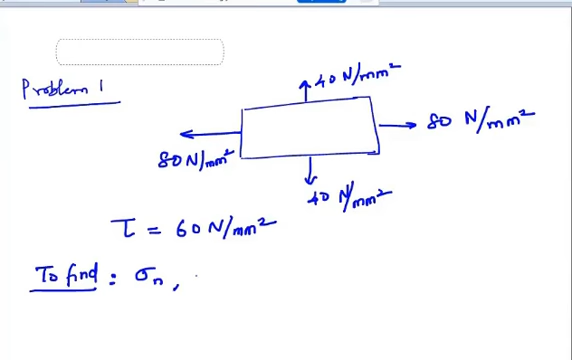 Problem 1
40 N/mm²
80 N/mm²
80 N/mm²
40 N/mm²
τ = 60 N/mm²
To find : σn ,